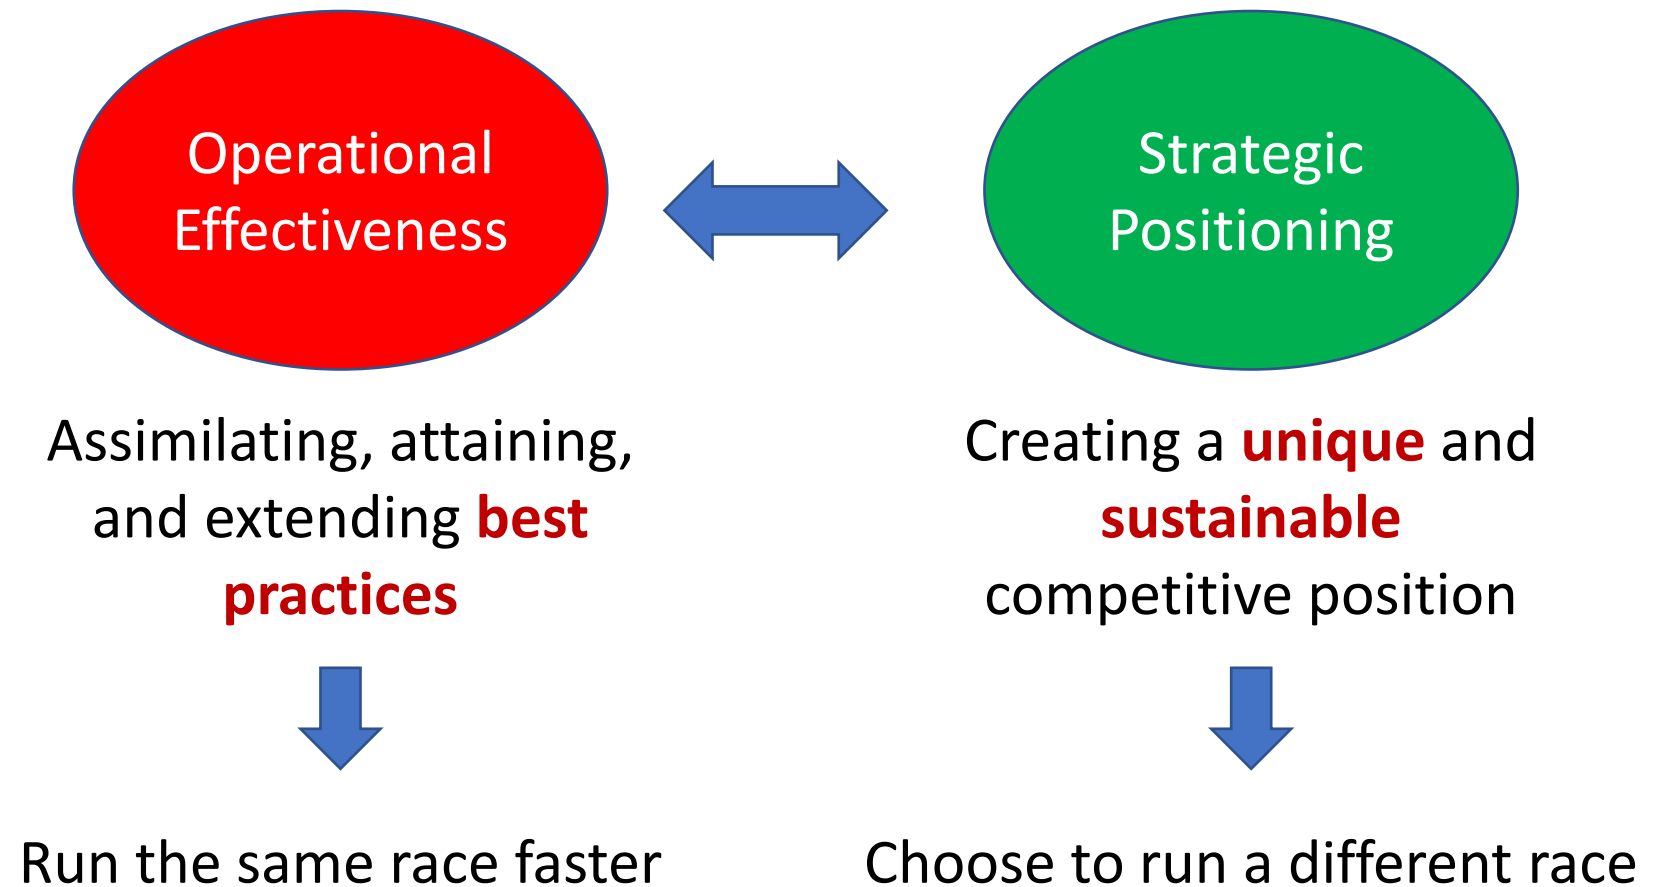 Operational
Effectiveness
Strategic
Positioning
Assimilating, attaining,
and extending best
practices
Creating a unique and
sustainable
competitive position
Run the same race faster
Choose to run a different race